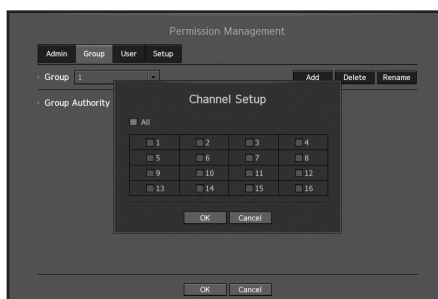 Permission Management
Admin Group User Setup
· Group 1 Add Delete Rename
· Group Authority
Channel Setup
All
1 2 3 4
5 6 7 8
9 10 11 12
13 14 15 16
OK Cancel
OK Cancel